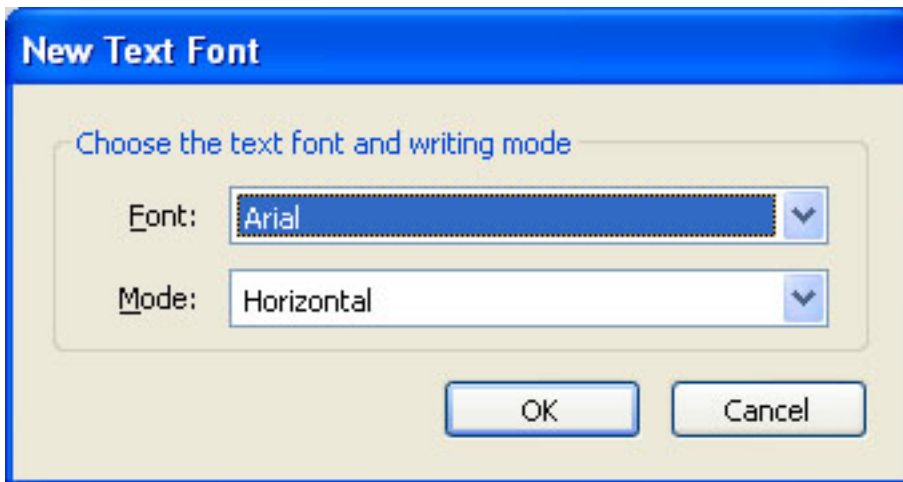 New Text Font
Choose the text font and writing mode
Font: Arial
Mode: Horizontal
OK Cancel